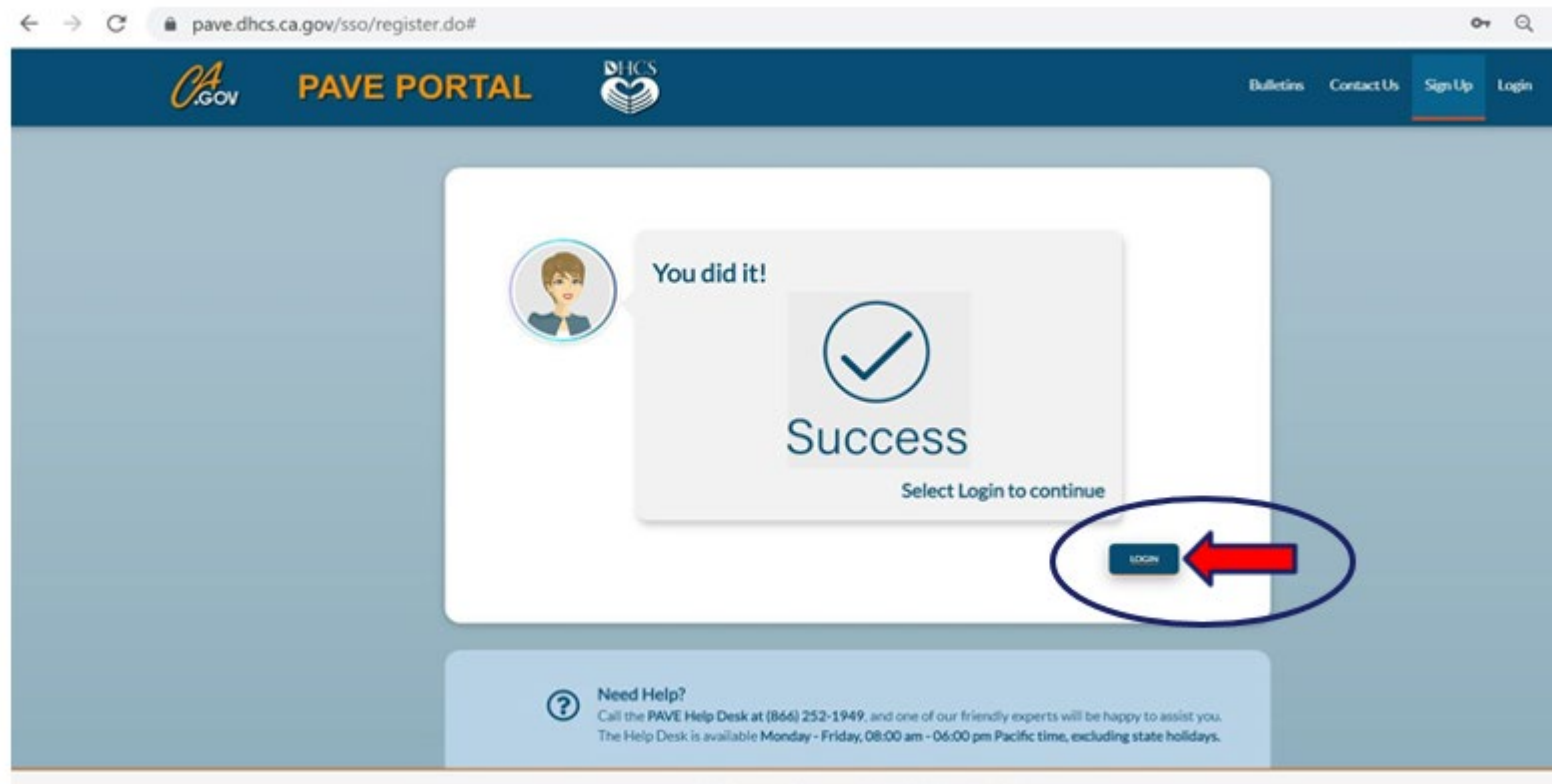 pave.dhcs.ca.gov/sso/register.do#
CA.GOV PAVE PORTAL DHCS Bulletins Contact Us Sign Up Login
You did it!
Success
Select Login to continue
LOGIN
? Need Help?
Call the PAVE Help Desk at (866) 252-1949, and one of our friendly experts will be happy to assist you.
The Help Desk is available Monday - Friday, 08:00 am - 06:00 pm Pacific time, excluding state holidays.